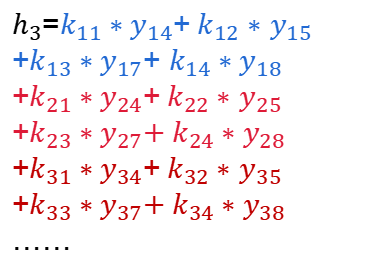 h₃=k₁₁ * y₁₄+ k₁₂ * y₁₅
+k₁₃ * y₁₇+ k₁₄ * y₁₈
+k₂₁ * y₂₄+ k₂₂ * y₂₅
+k₂₃ * y₂₇+ k₂₄ * y₂₈
+k₃₁ * y₃₄+ k₃₂ * y₃₅
+k₃₃ * y₃₇+ k₃₄ * y₃₈
……